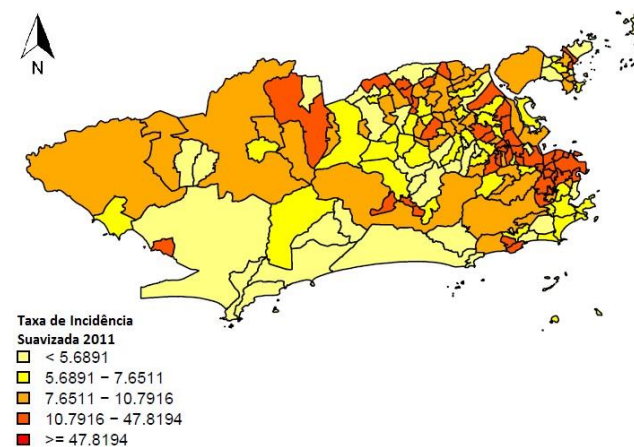 N
Taxa de Incidência
Suavizada 2011
< 5.6891
5.6891 − 7.6511
7.6511 − 10.7916
10.7916 − 47.8194
>= 47.8194